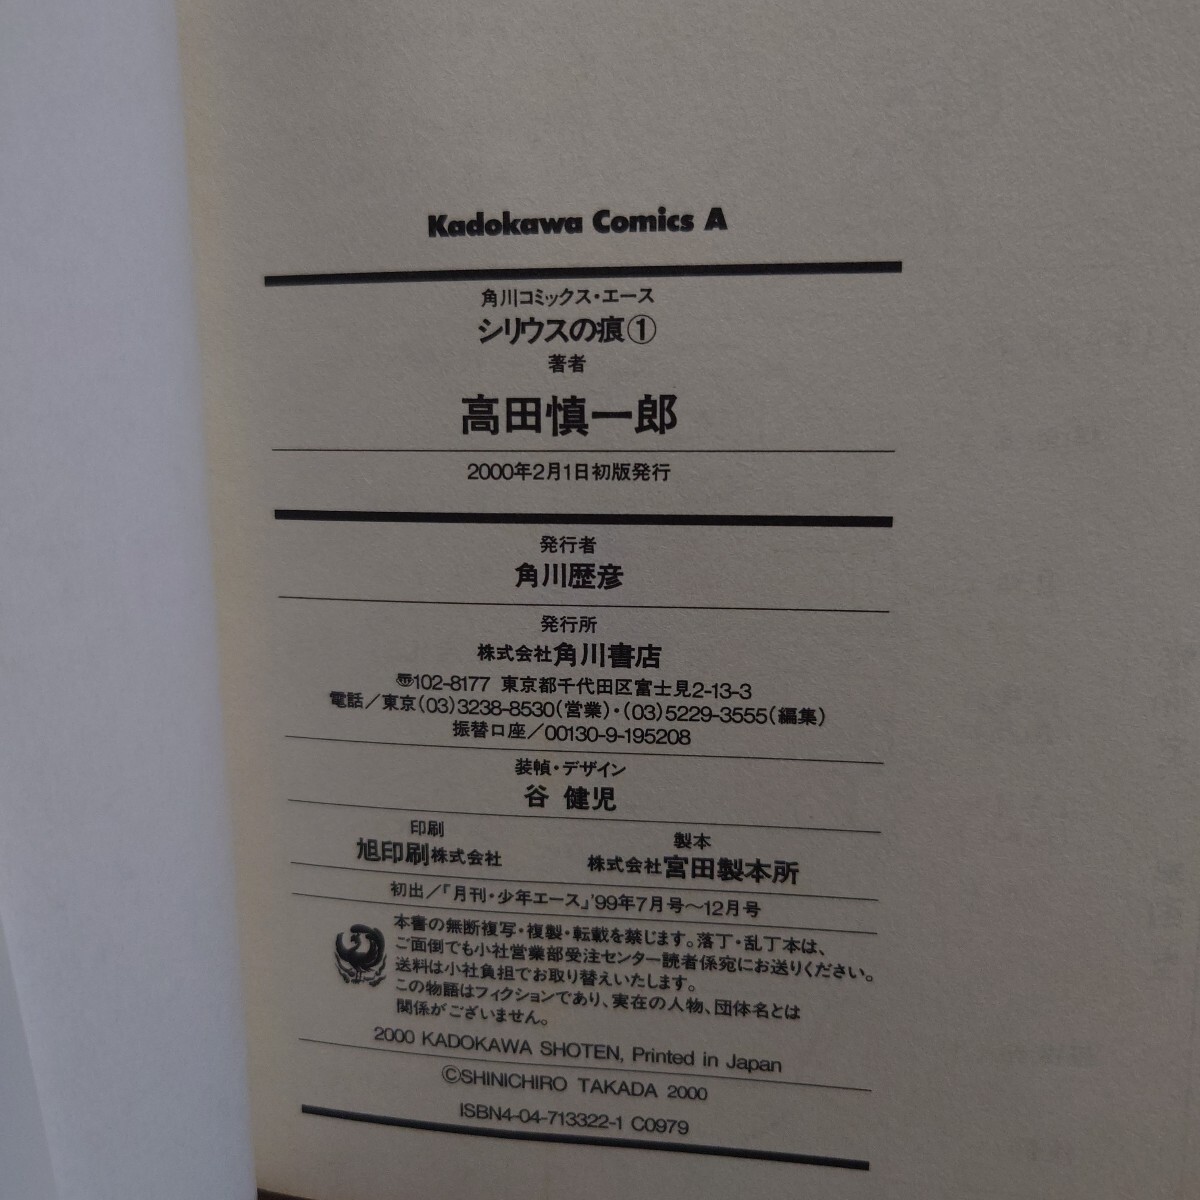 Kadokawa Comics A
角川コミックス・エース
シリウスの痕①
著者
高田慎一郎
2000年2月1日初版発行
発行者
角川歴彦
発行所
株式会社角川書店
〠102-8177 東京都千代田区富士見2-13-3
電話／東京(03)3238-8530(営業)・(03)5229-3555(編集)
振替口座／00130-9-195208
装幀・デザイン
谷 健児
印刷
旭印刷株式会社
製本
株式会社宮田製本所
初出／『月刊・少年エース』'99年7月号〜12月号
本書の無断複写・複製・転載を禁じます。落丁・乱丁本は、
ご面倒でも小社営業部受注センター読者係宛にお送りください。
送料は小社負担でお取り替えいたします。
この物語はフィクションであり、実在の人物、団体名とは
関係がございません。
2000 KADOKAWA SHOTEN, Printed in Japan
©SHINICHIRO TAKADA 2000
ISBN4-04-713322-1 C0979